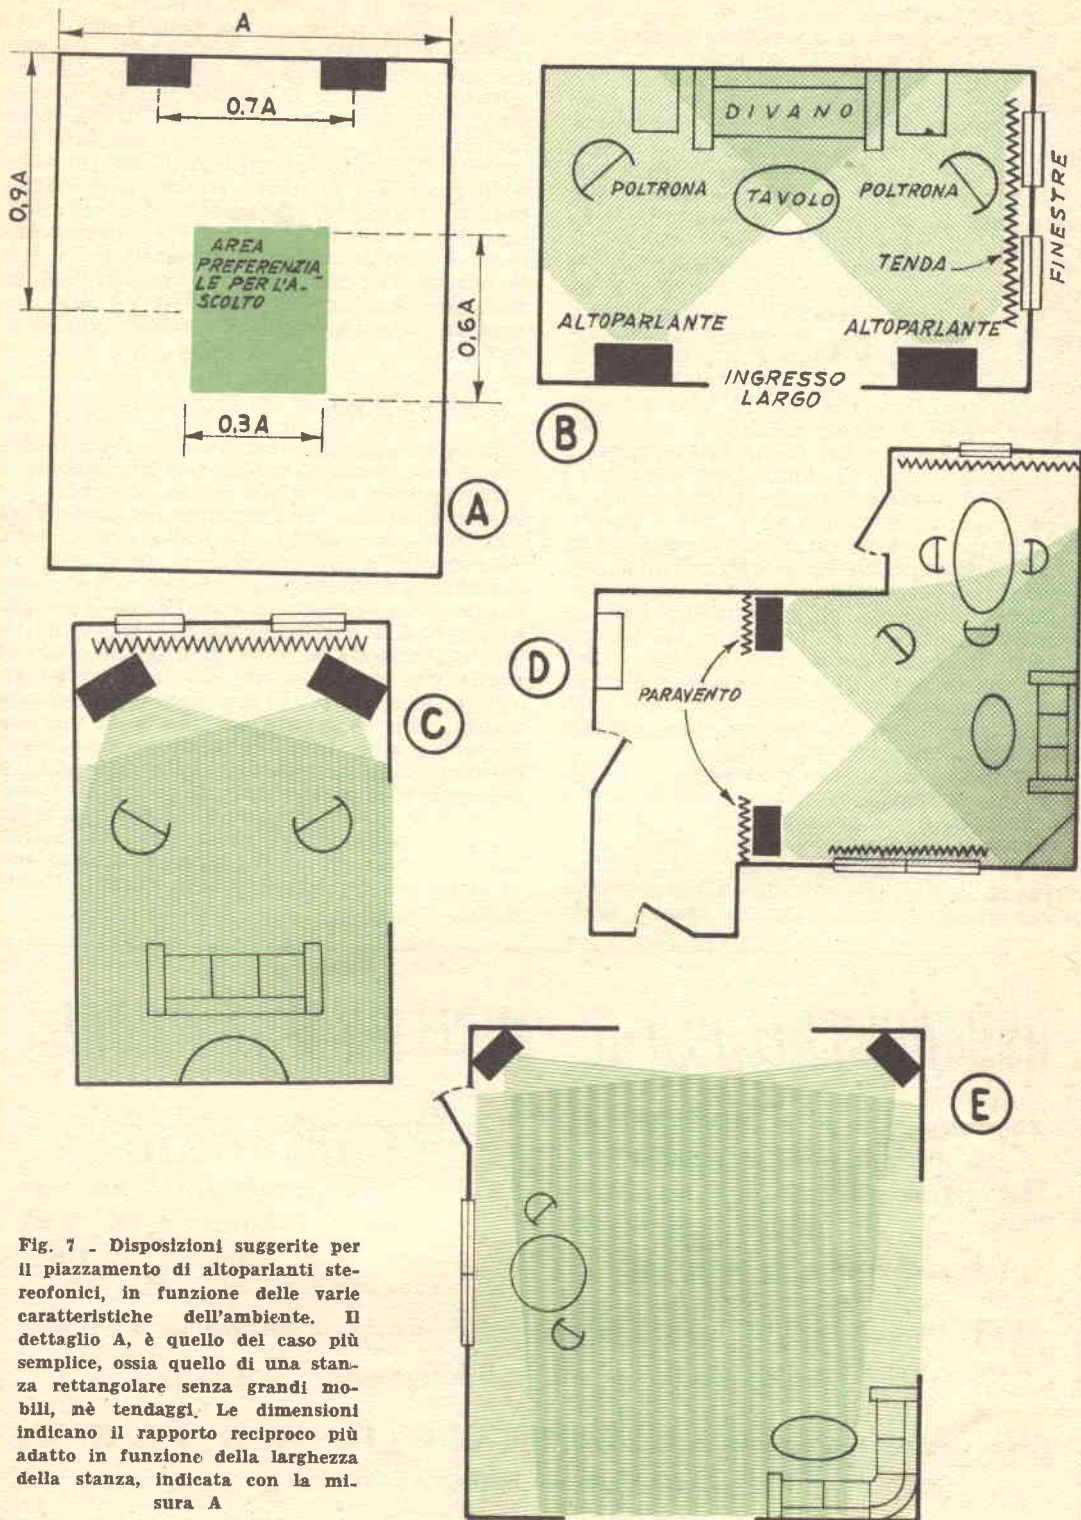 A
0.7A
0,9A
AREA
PREFERENZIA
LE PER L'A-
SCOLTO
0,6A
0.3A
A
DIVANO
POLTRONA
TAVOLO
POLTRONA
TENDA
FINESTRE
ALTOPARLANTE
ALTOPARLANTE
INGRESSO
LARGO
B
C
D
PARAVENTO
E
Fig. 7 - Disposizioni suggerite per
il piazzamento di altoparlanti ste-
reofonici, in funzione delle varie
caratteristiche dell'ambiente. Il
dettaglio A, è quello del caso più
semplice, ossia quello di una stan-
za rettangolare senza grandi mo-
bili, nè tendaggi. Le dimensioni
indicano il rapporto reciproco più
adatto in funzione della larghezza
della stanza, indicata con la mi-
sura A